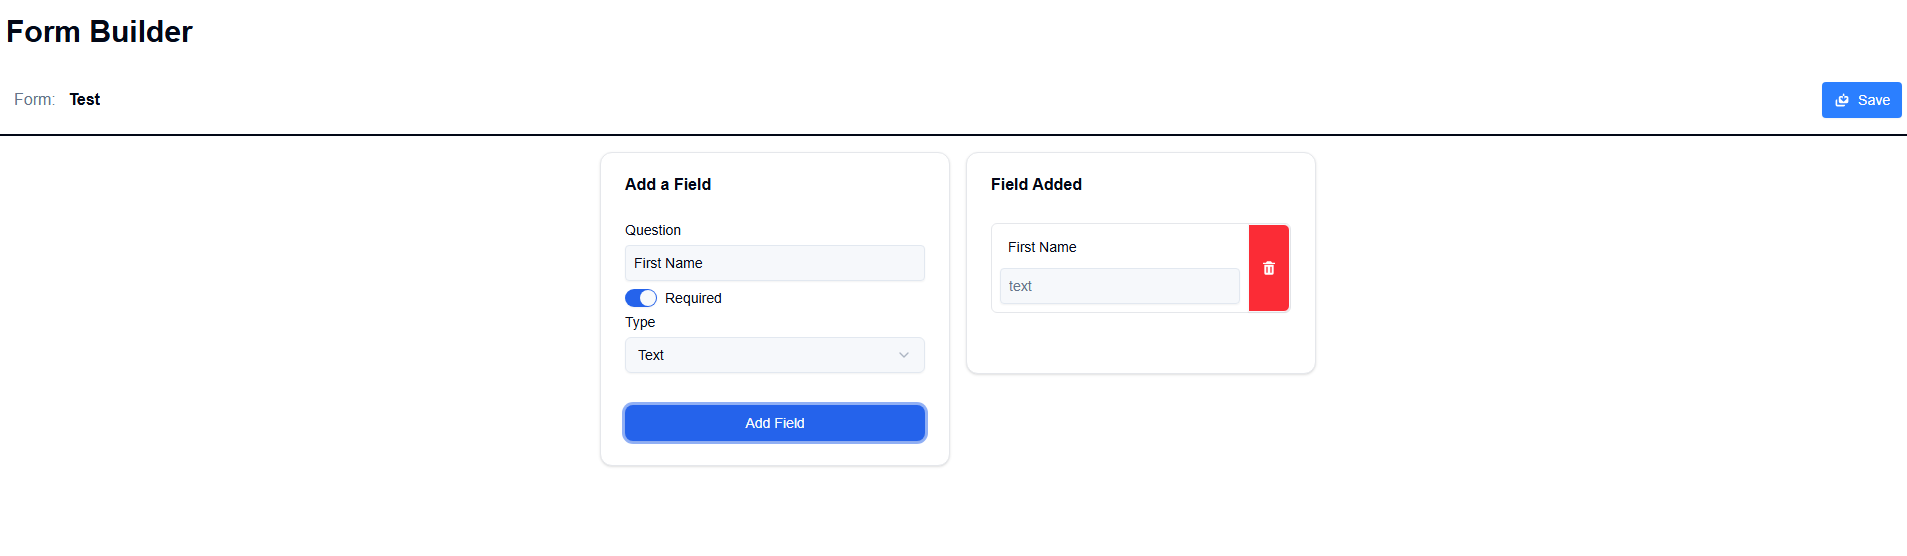 Form Builder
Form: Test
Save
Add a Field
Question
First Name
Required
Type
Text
Add Field
Field Added
First Name
text